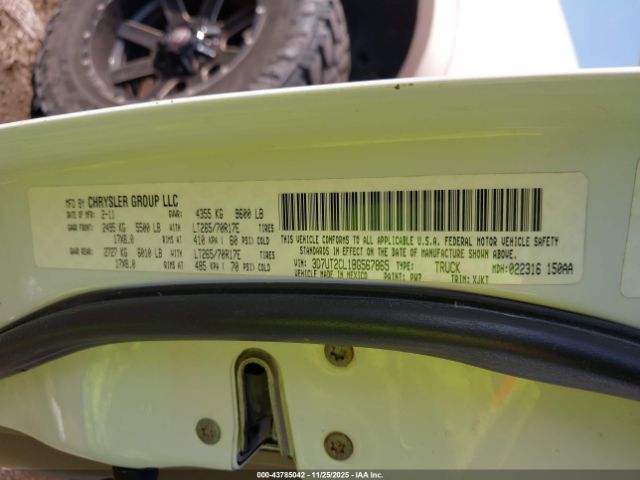 MFD BY CHRYSLER GROUP LLC
DATE OF MFR 2-11 GVWR: 4355 KG 9600 LB
GAWR FRONT: 2495 KG 5500 LB WITH LT265/70R17E TIRES
17X8.0 RIMS AT 410 KPA ( 60 PSI) COLD
GAWR REAR: 2727 KG 6010 LB WITH LT265/70R17E TIRES
17X8.0 RIMS AT 485 KPA ( 70 PSI) COLD
THIS VEHICLE CONFORMS TO ALL APPLICABLE U.S.A. FEDERAL MOTOR VEHICLE SAFETY
STANDARDS IN EFFECT ON THE DATE OF MANUFACTURE SHOWN ABOVE.
VIN: 3D7UT2CL1BG567065 TYPE: TRUCK MDH: 022316 150AA
VEHICLE MADE IN MEXICO PAINT: PW7 TRIM: XJKT
000-43785042 - 11/25/2025 - IAA, Inc.